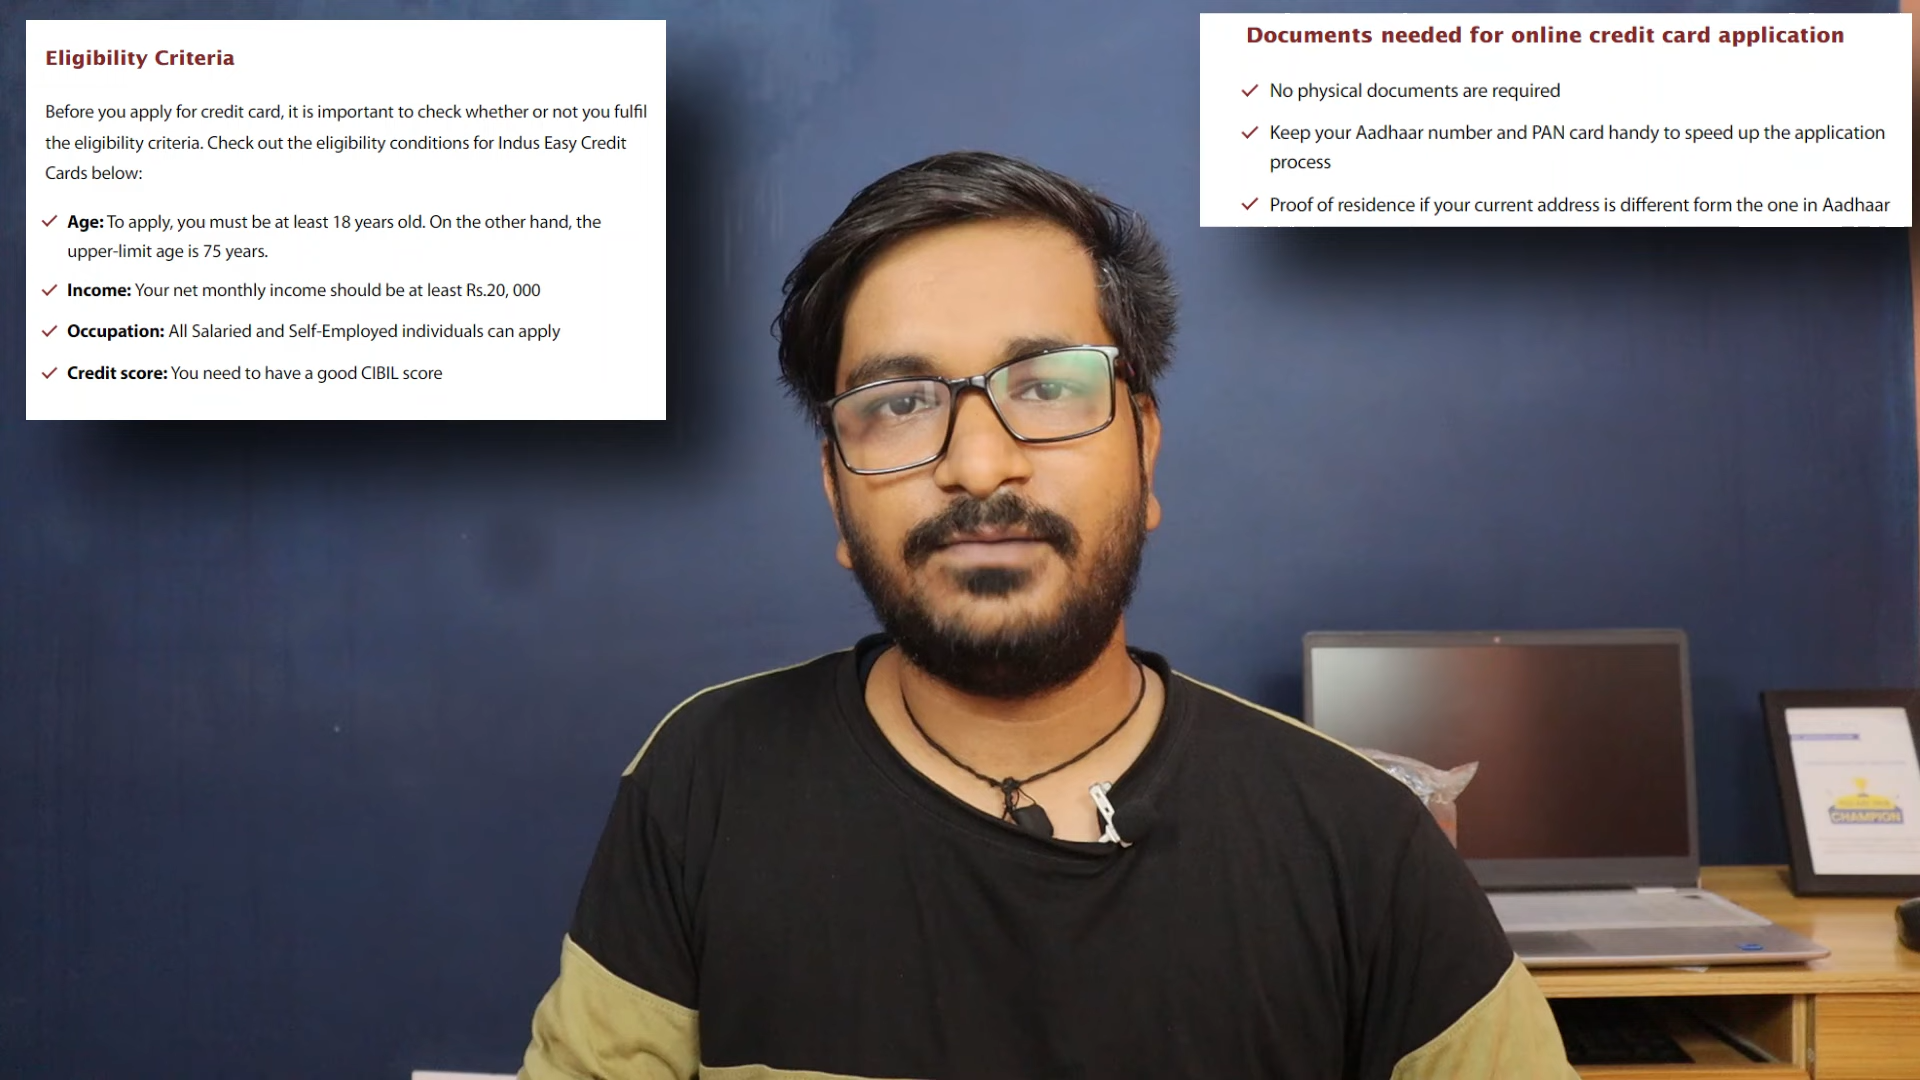 Eligibility Criteria
Before you apply for credit card, it is important to check whether or not you fulfil
the eligibility criteria. Check out the eligibility conditions for Indus Easy Credit
Cards below:
Age: To apply, you must be at least 18 years old. On the other hand, the
upper-limit age is 75 years.
Income: Your net monthly income should be at least Rs.20, 000
Occupation: All Salaried and Self-Employed individuals can apply
Credit score: You need to have a good CIBIL score
Documents needed for online credit card application
No physical documents are required
Keep your Aadhaar number and PAN card handy to speed up the application
process
Proof of residence if your current address is different form the one in Aadhaar
CHAMPION